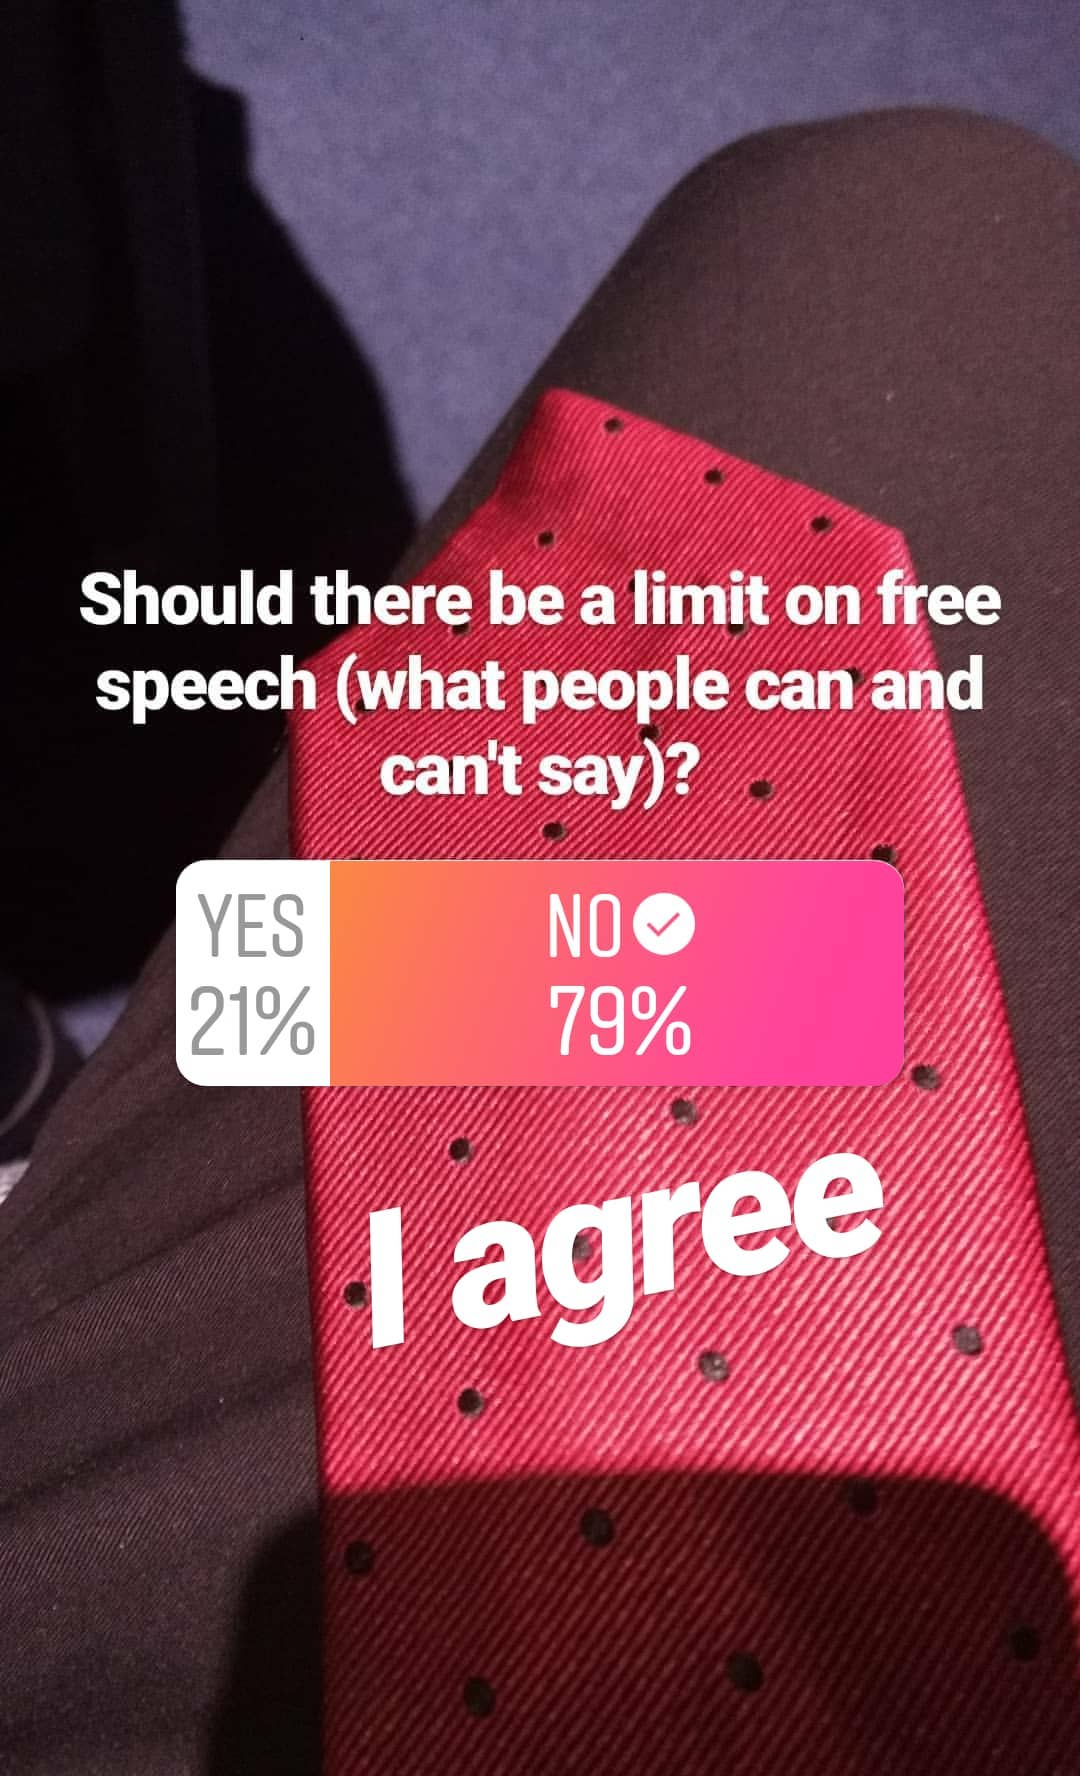 Should there be a limit on free
speech (what people can and
can't say)?
YES
21%
NO
79%
I agree